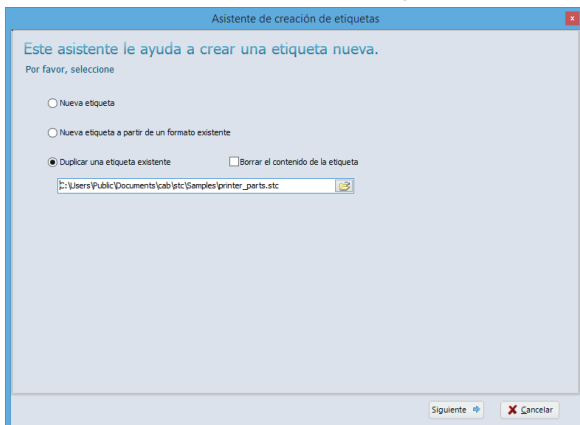 Asistente de creación de etiquetas
x
Este asistente le ayuda a crear una etiqueta nueva.
Por favor, seleccione
Nueva etiqueta
Nueva etiqueta a partir de un formato existente
Duplicar una etiqueta existente Borrar el contenido de la etiqueta
C:\Users\Public\Documents\cab\stc\Samples\printer_parts.stc
Siguiente Cancelar